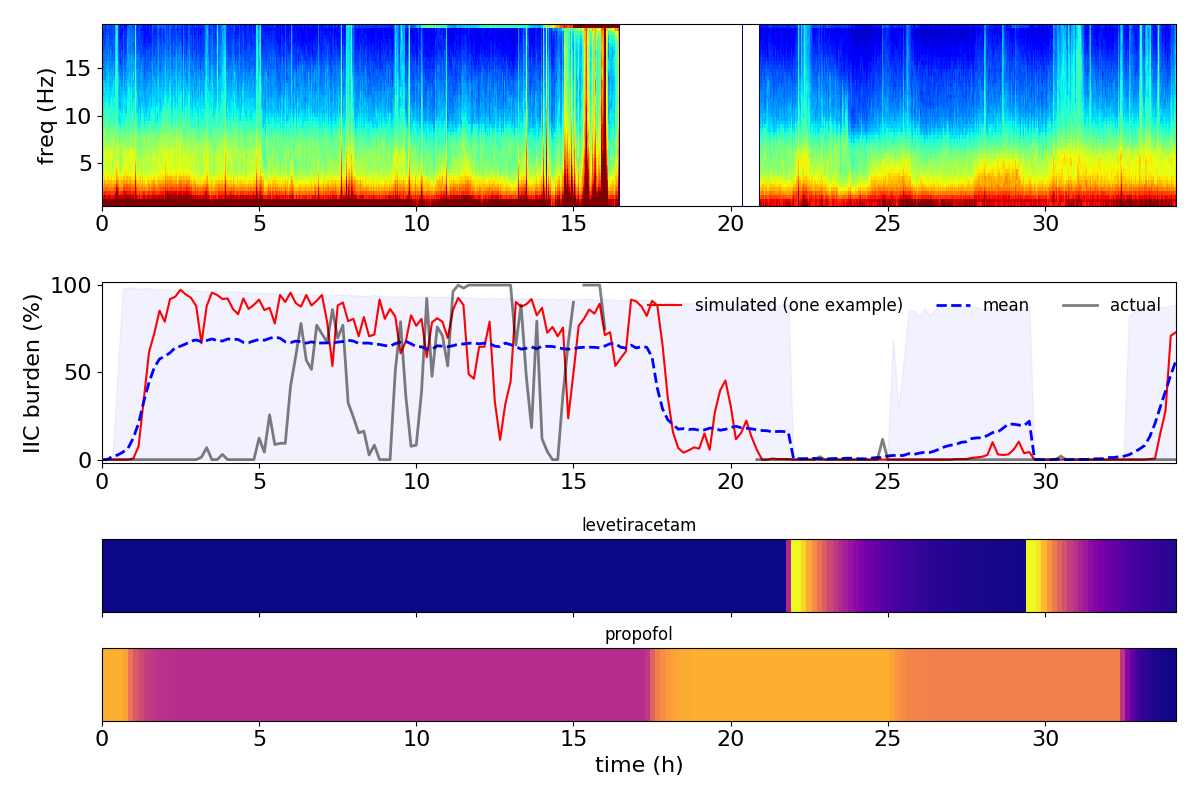 freq (Hz)
15
10
5
0 5 10 15 20 25 30
IIC burden (%)
100
50
0
simulated (one example) mean actual
0 5 10 15 20 25 30
levetiracetam
propofol
0 5 10 15 20 25 30
time (h)